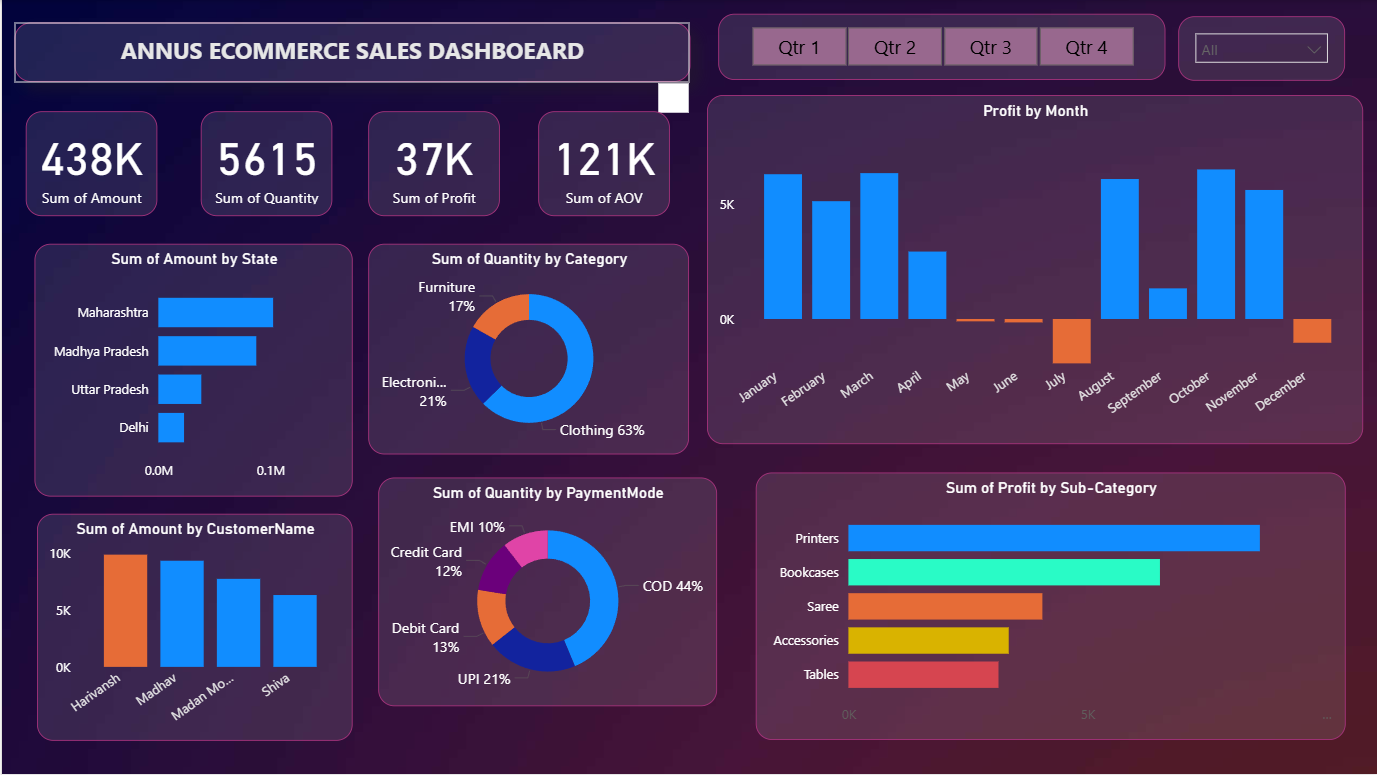 ANNUS ECOMMERCE SALES DASHBOEARD
Qtr 1
Qtr 2
Qtr 3
Qtr 4
All
438K
Sum of Amount
5615
Sum of Quantity
37K
Sum of Profit
121K
Sum of AOV
Profit by Month
5K
0K
January
February
March
April
May
June
July
August
September
October
November
December
Sum of Amount by State
Maharashtra
Madhya Pradesh
Uttar Pradesh
Delhi
0.0M
0.1M
Sum of Quantity by Category
Furniture
17%
Electroni...
21%
Clothing 63%
Sum of Amount by CustomerName
10K
5K
0K
Harivansh
Madhav
Madan Mo...
Shiva
Sum of Quantity by PaymentMode
EMI 10%
Credit Card
12%
COD 44%
Debit Card
13%
UPI 21%
Sum of Profit by Sub-Category
Printers
Bookcases
Saree
Accessories
Tables
0K
5K
...